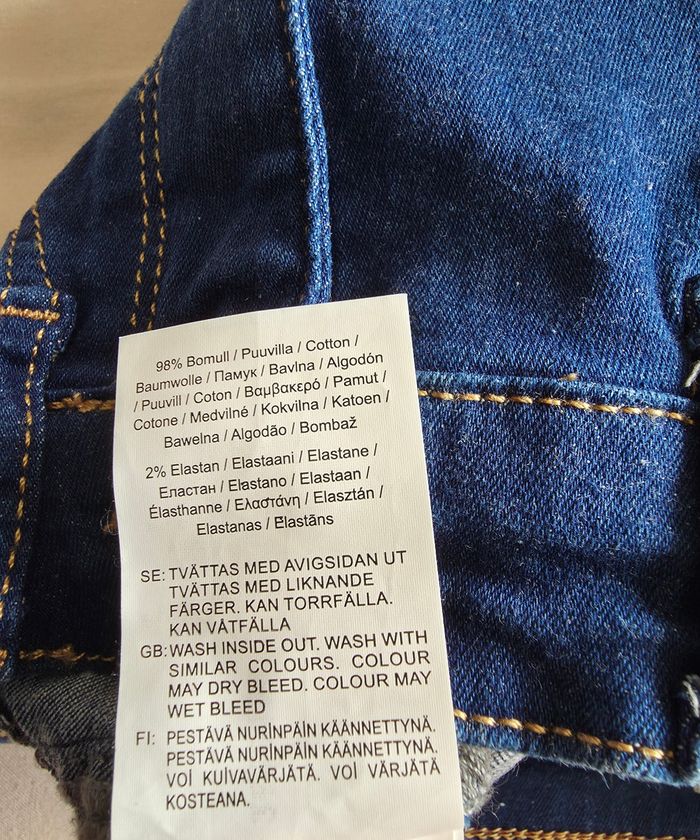 98% Bomull / Puuvilla / Cotton /
Baumwolle / Памук / Bavlna / Algodón
/ Puuvill / Coton / Βαμβακερό / Pamut /
Cotone / Medvilné / Kokvilna / Katoen /
Bawelna / Algodão / Bombaž
2% Elastan / Elastaani / Elastane /
Еластан / Elastano / Elastaan /
Élasthanne / Ελαστάνη / Elasztán /
Elastanas / Elastāns
SE: TVÄTTAS MED AVIGSIDAN UT
TVÄTTAS MED LIKNANDE
FÄRGER. KAN TORRFÄLLA.
KAN VÅTFÄLLA
GB: WASH INSIDE OUT. WASH WITH
SIMILAR COLOURS. COLOUR
MAY DRY BLEED. COLOUR MAY
WET BLEED
FI: PESTÄVÄ NURINPÄIN KÄÄNNETTYNÄ.
PESTÄVÄ NURINPÄIN KÄÄNNETTYNÄ.
VOI KUIVAVÄRJÄTÄ. VOI VÄRJÄTÄ
KOSTEANA.